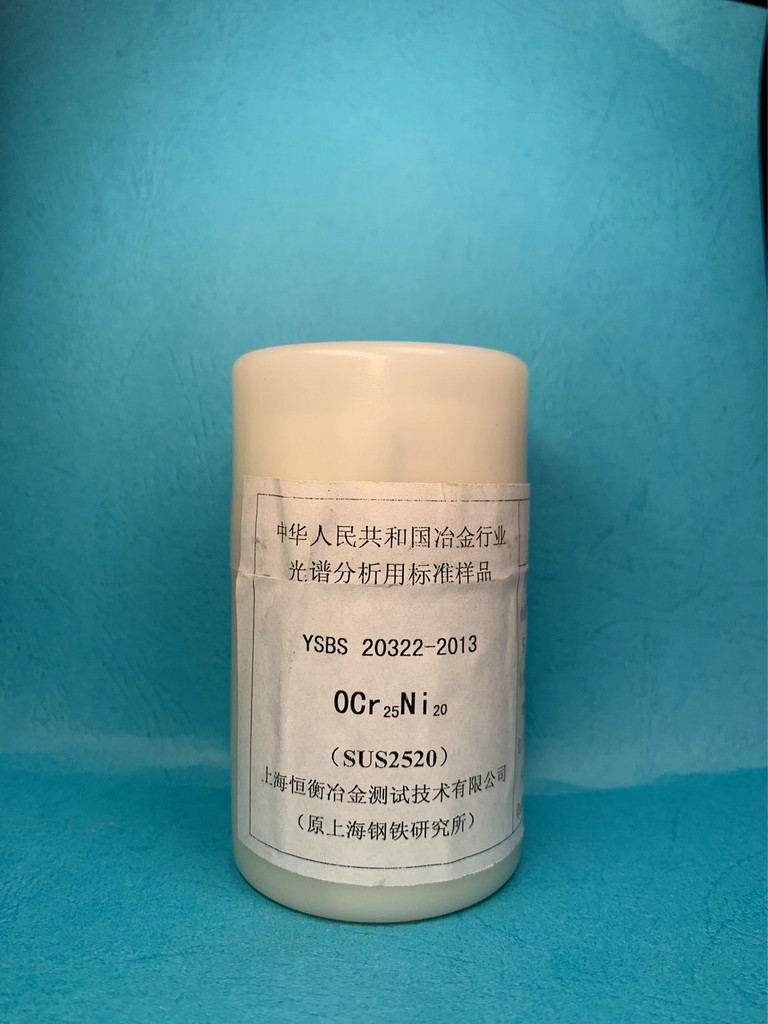 中华人民共和国冶金行业
光谱分析用标准样品
YSBS 20322-2013
0Cr₂₅Ni₂₀
（SUS2520）
上海恒衡冶金测试技术有限公司
（原上海钢铁研究所）